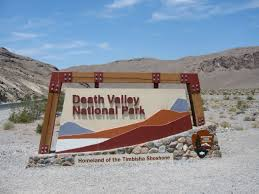 Death Valley
National Park
Homeland of the Timbisha Shoshone